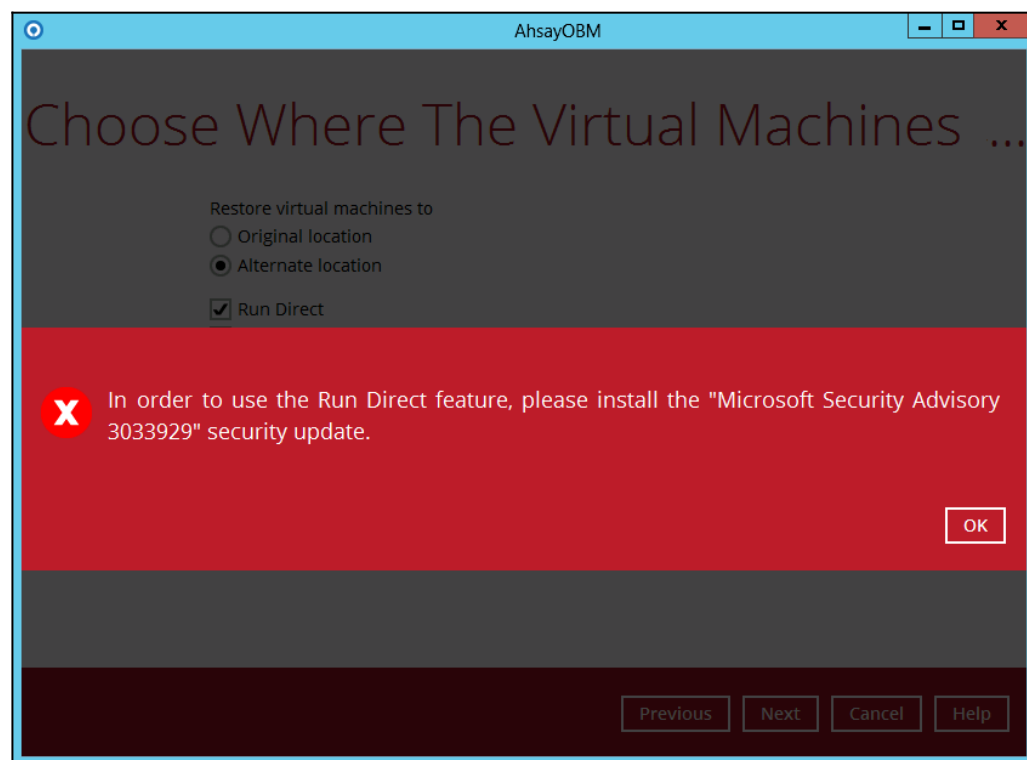 AhsayOBM
Choose Where The Virtual Machines ...
Restore virtual machines to
Original location
Alternate location
Run Direct
In order to use the Run Direct feature, please install the "Microsoft Security Advisory
3033929" security update.
OK
Previous Next Cancel Help